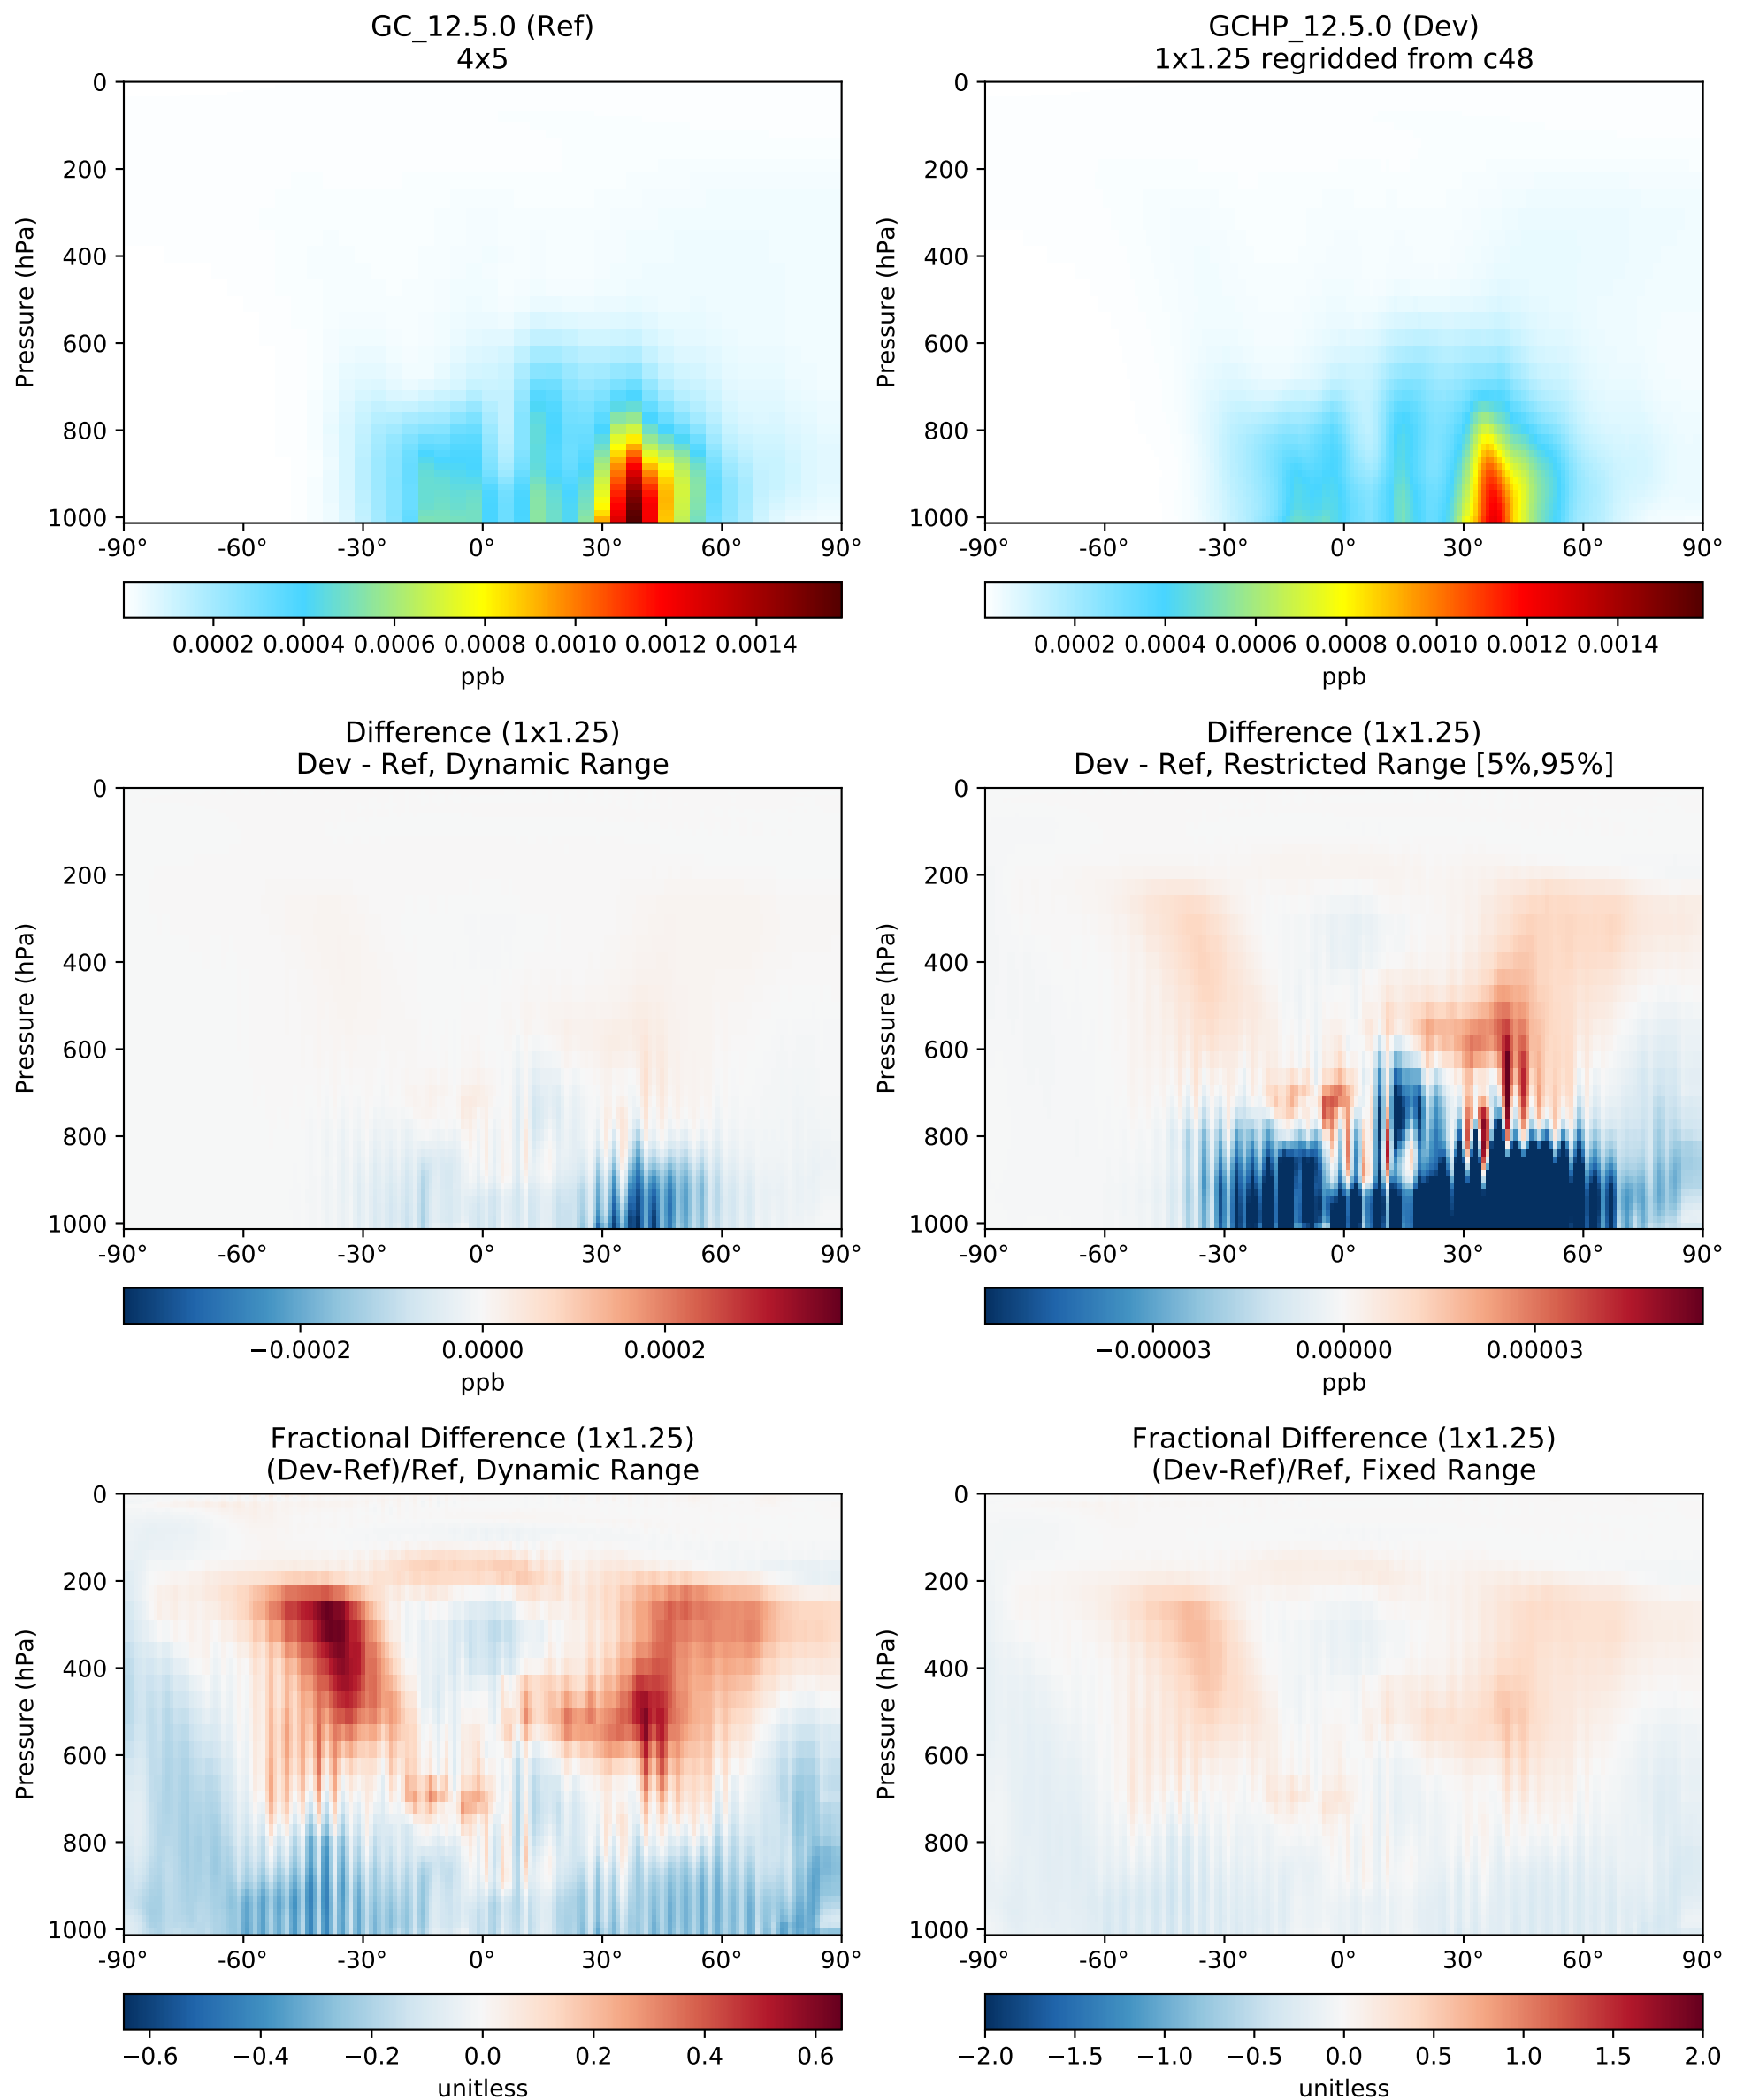 GC_12.5.0 (Ref)
4x5
0
200
400
600
800
1000
Pressure (hPa)
-90° -60° -30° 0° 30° 60° 90°
0.0002 0.0004 0.0006 0.0008 0.0010 0.0012 0.0014
ppb
GCHP_12.5.0 (Dev)
1x1.25 regridded from c48
0
200
400
600
800
1000
Pressure (hPa)
-90° -60° -30° 0° 30° 60° 90°
0.0002 0.0004 0.0006 0.0008 0.0010 0.0012 0.0014
ppb
Difference (1x1.25)
Dev - Ref, Dynamic Range
0
200
400
600
800
1000
Pressure (hPa)
-90° -60° -30° 0° 30° 60° 90°
−0.0002 0.0000 0.0002
ppb
Difference (1x1.25)
Dev - Ref, Restricted Range [5%,95%]
0
200
400
600
800
1000
Pressure (hPa)
-90° -60° -30° 0° 30° 60° 90°
−0.00003 0.00000 0.00003
ppb
Fractional Difference (1x1.25)
(Dev-Ref)/Ref, Dynamic Range
0
200
400
600
800
1000
Pressure (hPa)
-90° -60° -30° 0° 30° 60° 90°
−0.6 −0.4 −0.2 0.0 0.2 0.4 0.6
unitless
Fractional Difference (1x1.25)
(Dev-Ref)/Ref, Fixed Range
0
200
400
600
800
1000
Pressure (hPa)
-90° -60° -30° 0° 30° 60° 90°
−2.0 −1.5 −1.0 −0.5 0.0 0.5 1.0 1.5 2.0
unitless